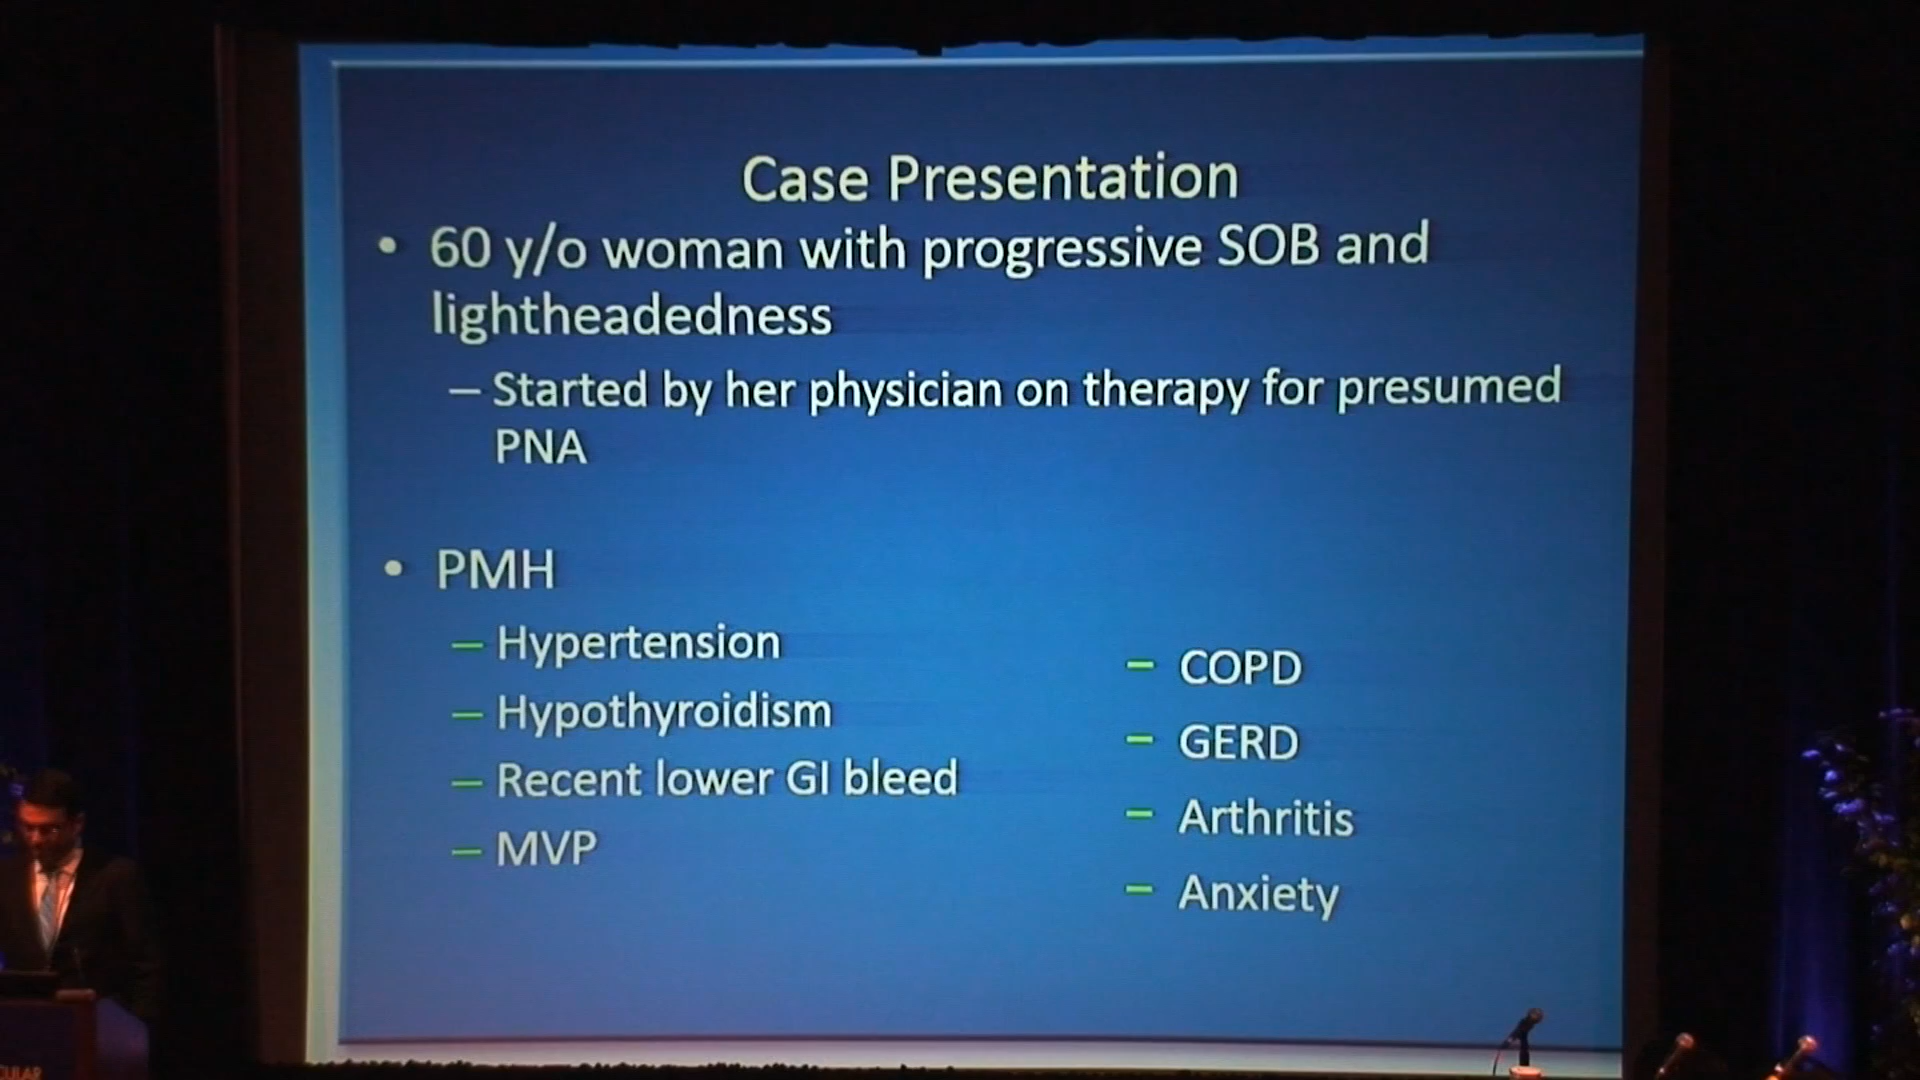 Case Presentation
• 60 y/o woman with progressive SOB and
lightheadedness
– Started by her physician on therapy for presumed
PNA
• PMH
– Hypertension
– Hypothyroidism
– Recent lower GI bleed
– MVP
– COPD
– GERD
– Arthritis
– Anxiety